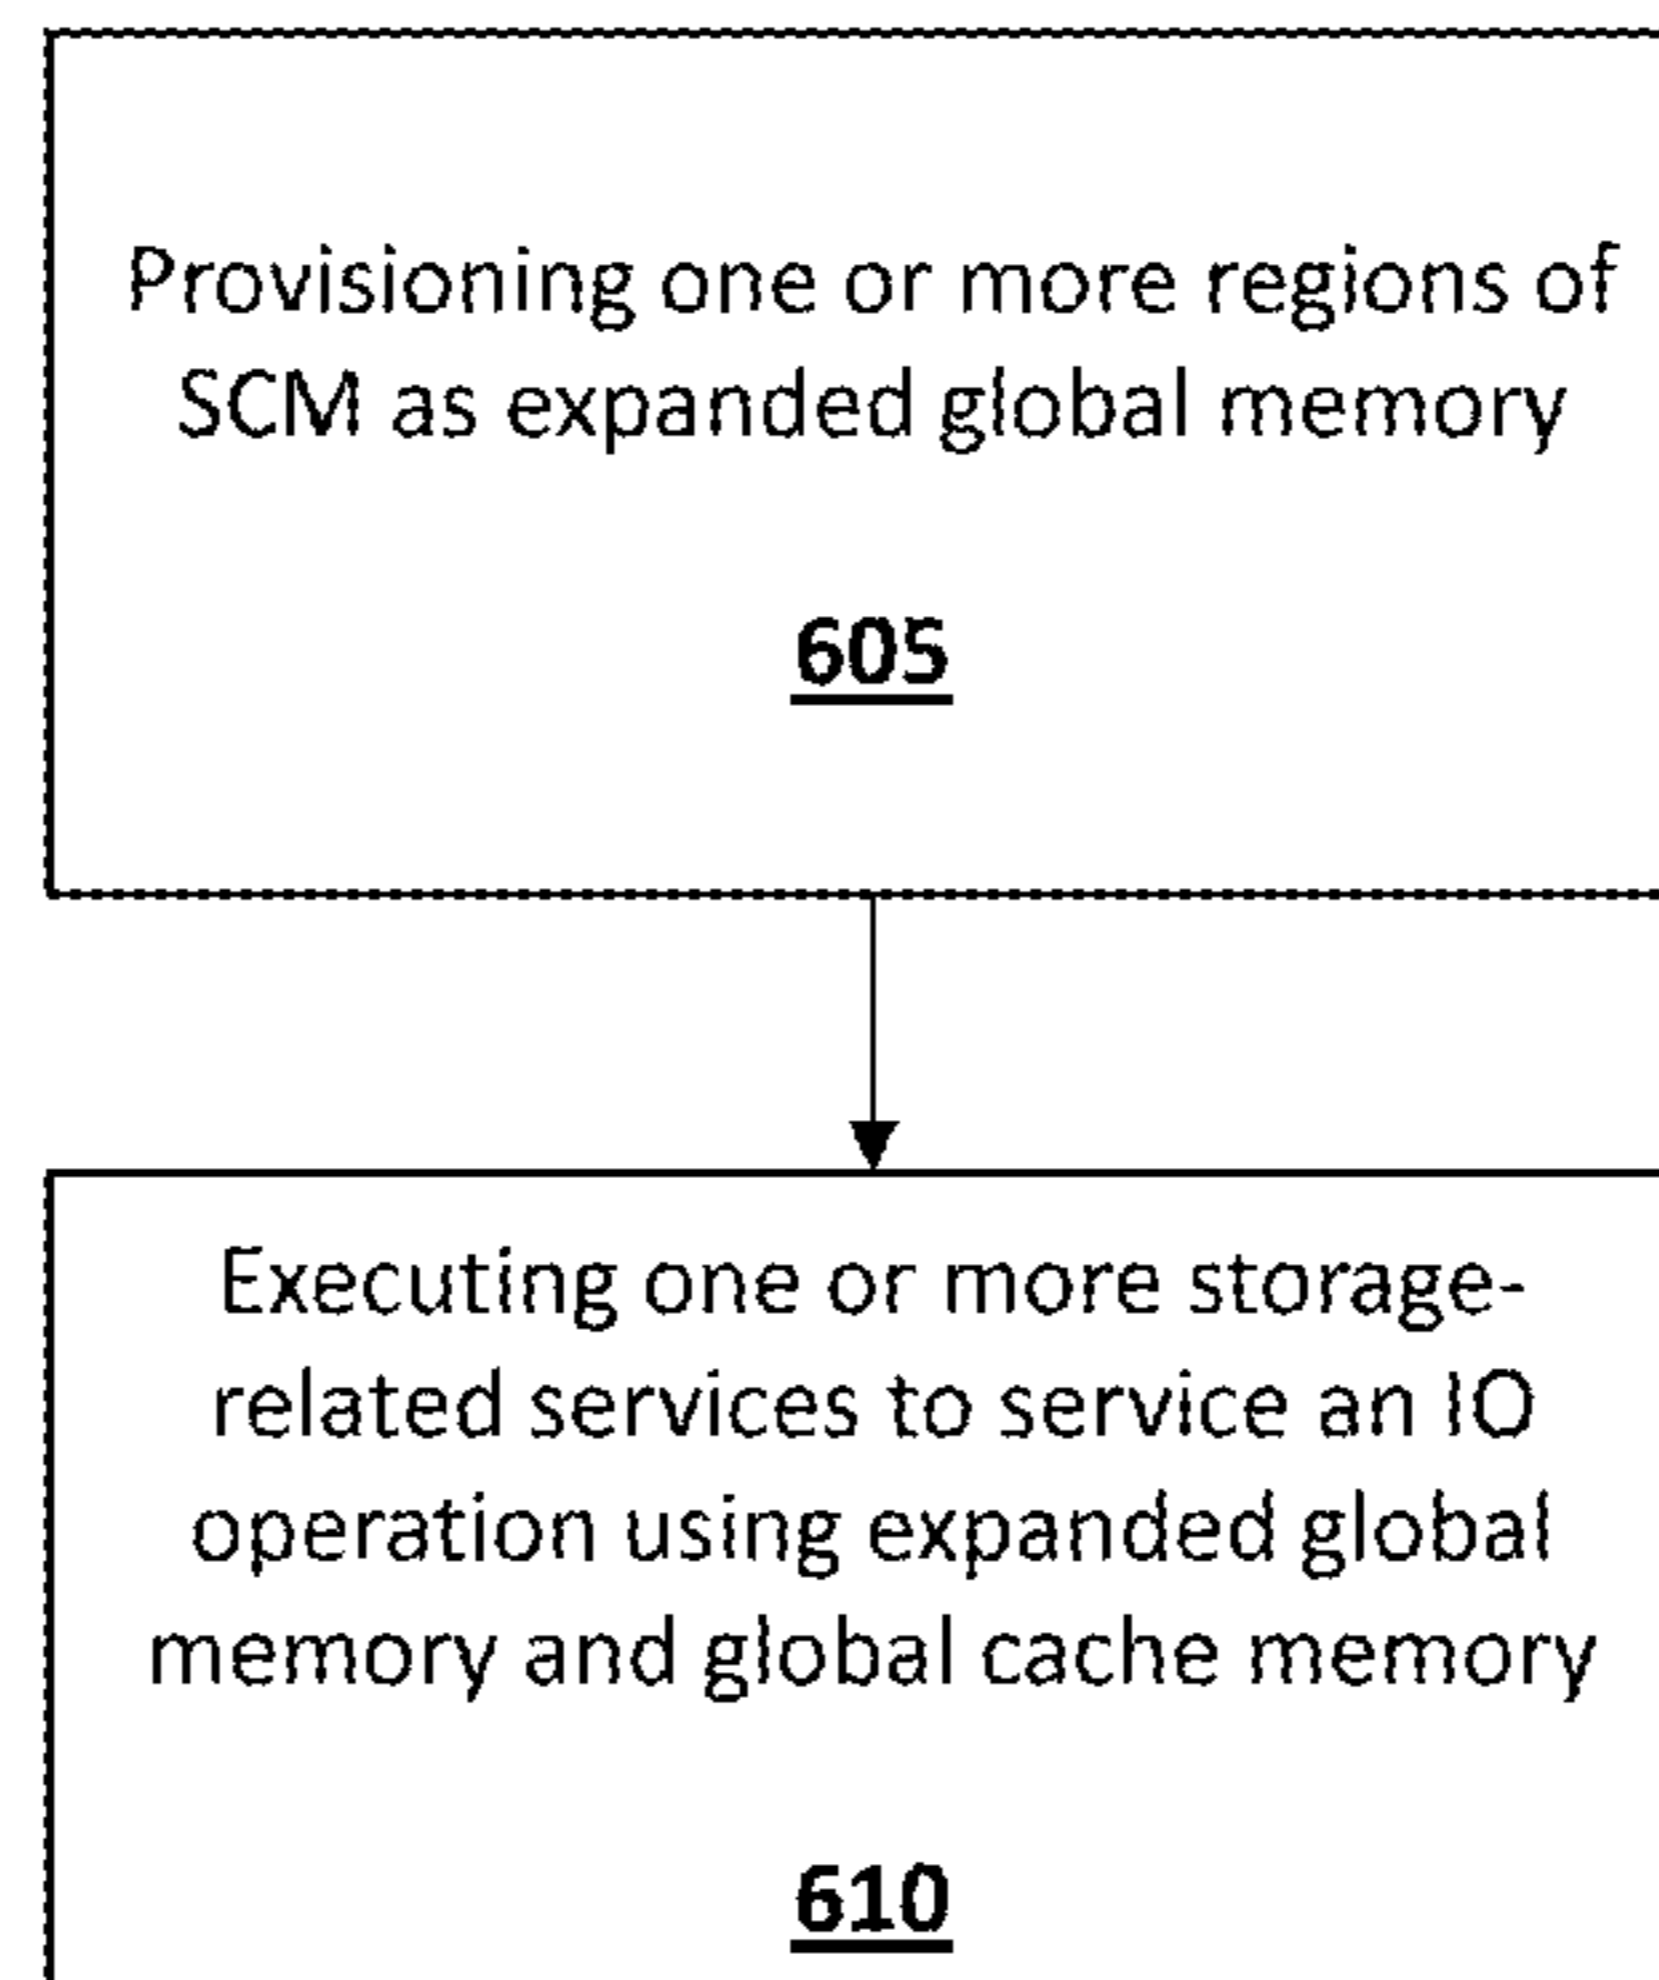 Provisioning one or more regions of
SCM as expanded global memory
605
Executing one or more storage-
related services to service an IO
operation using expanded global
memory and global cache memory
610